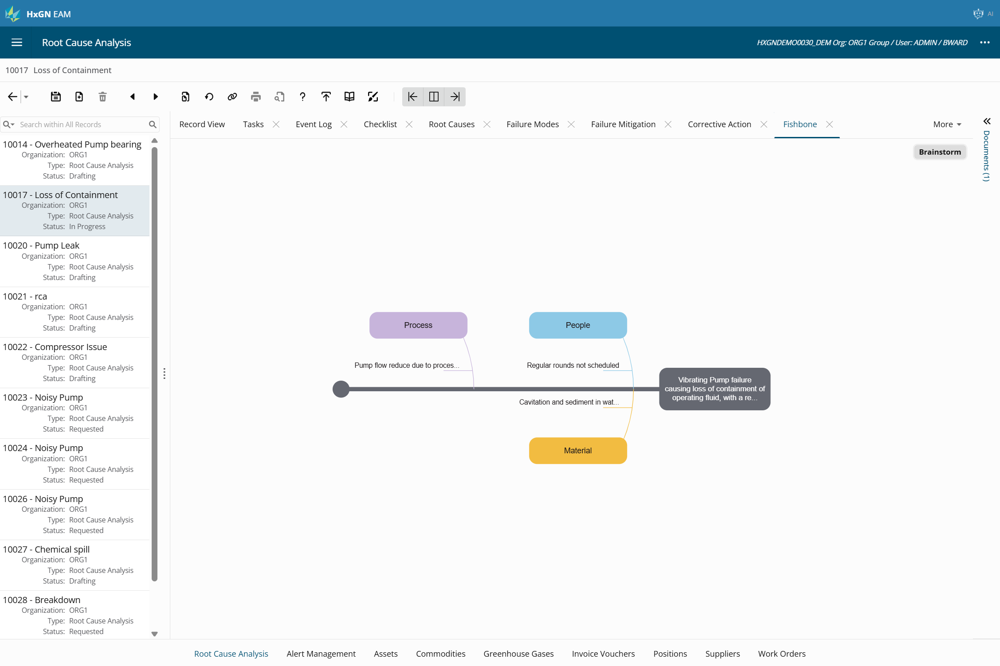 HxGN EAM
AI
Root Cause Analysis
HXGNDEMO0030_DEM Org: ORG1 Group / User: ADMIN / BWARD
10017 Loss of Containment
Search within All Records
10014 - Overheated Pump bearing
Organization: ORG1
Type: Root Cause Analysis
Status: Drafting
10017 - Loss of Containment
Organization: ORG1
Type: Root Cause Analysis
Status: In Progress
10020 - Pump Leak
Organization: ORG1
Type: Root Cause Analysis
Status: Drafting
10021 - rca
Organization: ORG1
Type: Root Cause Analysis
Status: Drafting
10022 - Compressor Issue
Organization: ORG1
Type: Root Cause Analysis
Status: Drafting
10023 - Noisy Pump
Organization: ORG1
Type: Root Cause Analysis
Status: Requested
10024 - Noisy Pump
Organization: ORG1
Type: Root Cause Analysis
Status: Requested
10026 - Noisy Pump
Organization: ORG1
Type: Root Cause Analysis
Status: Requested
10027 - Chemical spill
Organization: ORG1
Type: Root Cause Analysis
Status: Drafting
10028 - Breakdown
Organization: ORG1
Type: Root Cause Analysis
Status: Requested
Record View Tasks Event Log Checklist Root Causes Failure Modes Failure Mitigation Corrective Action Fishbone More
Brainstorm
Documents (1)
Process
People
Pump flow reduce due to proces...
Regular rounds not scheduled
Vibrating Pump failure
causing loss of containment of
operating fluid, with a re...
Cavitation and sediment in wat...
Material
Root Cause Analysis Alert Management Assets Commodities Greenhouse Gases Invoice Vouchers Positions Suppliers Work Orders